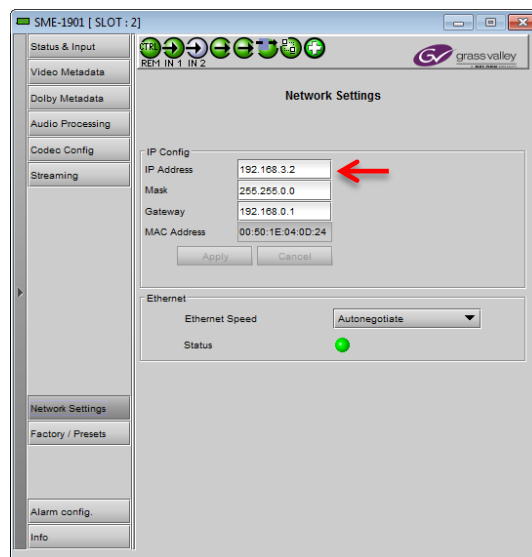 SME-1901 [ SLOT : 2]
Status & Input
Video Metadata
Dolby Metadata
Audio Processing
Codec Config
Streaming
Network Settings
Factory / Presets
Alarm config.
Info
CTRL
REM IN 1 IN 2
GV grass valley
Network Settings
IP Config
IP Address 192.168.3.2
Mask 255.255.0.0
Gateway 192.168.0.1
MAC Address 00:50:1E:04:0D:24
Apply Cancel
Ethernet
Ethernet Speed Autonegotiate
Status